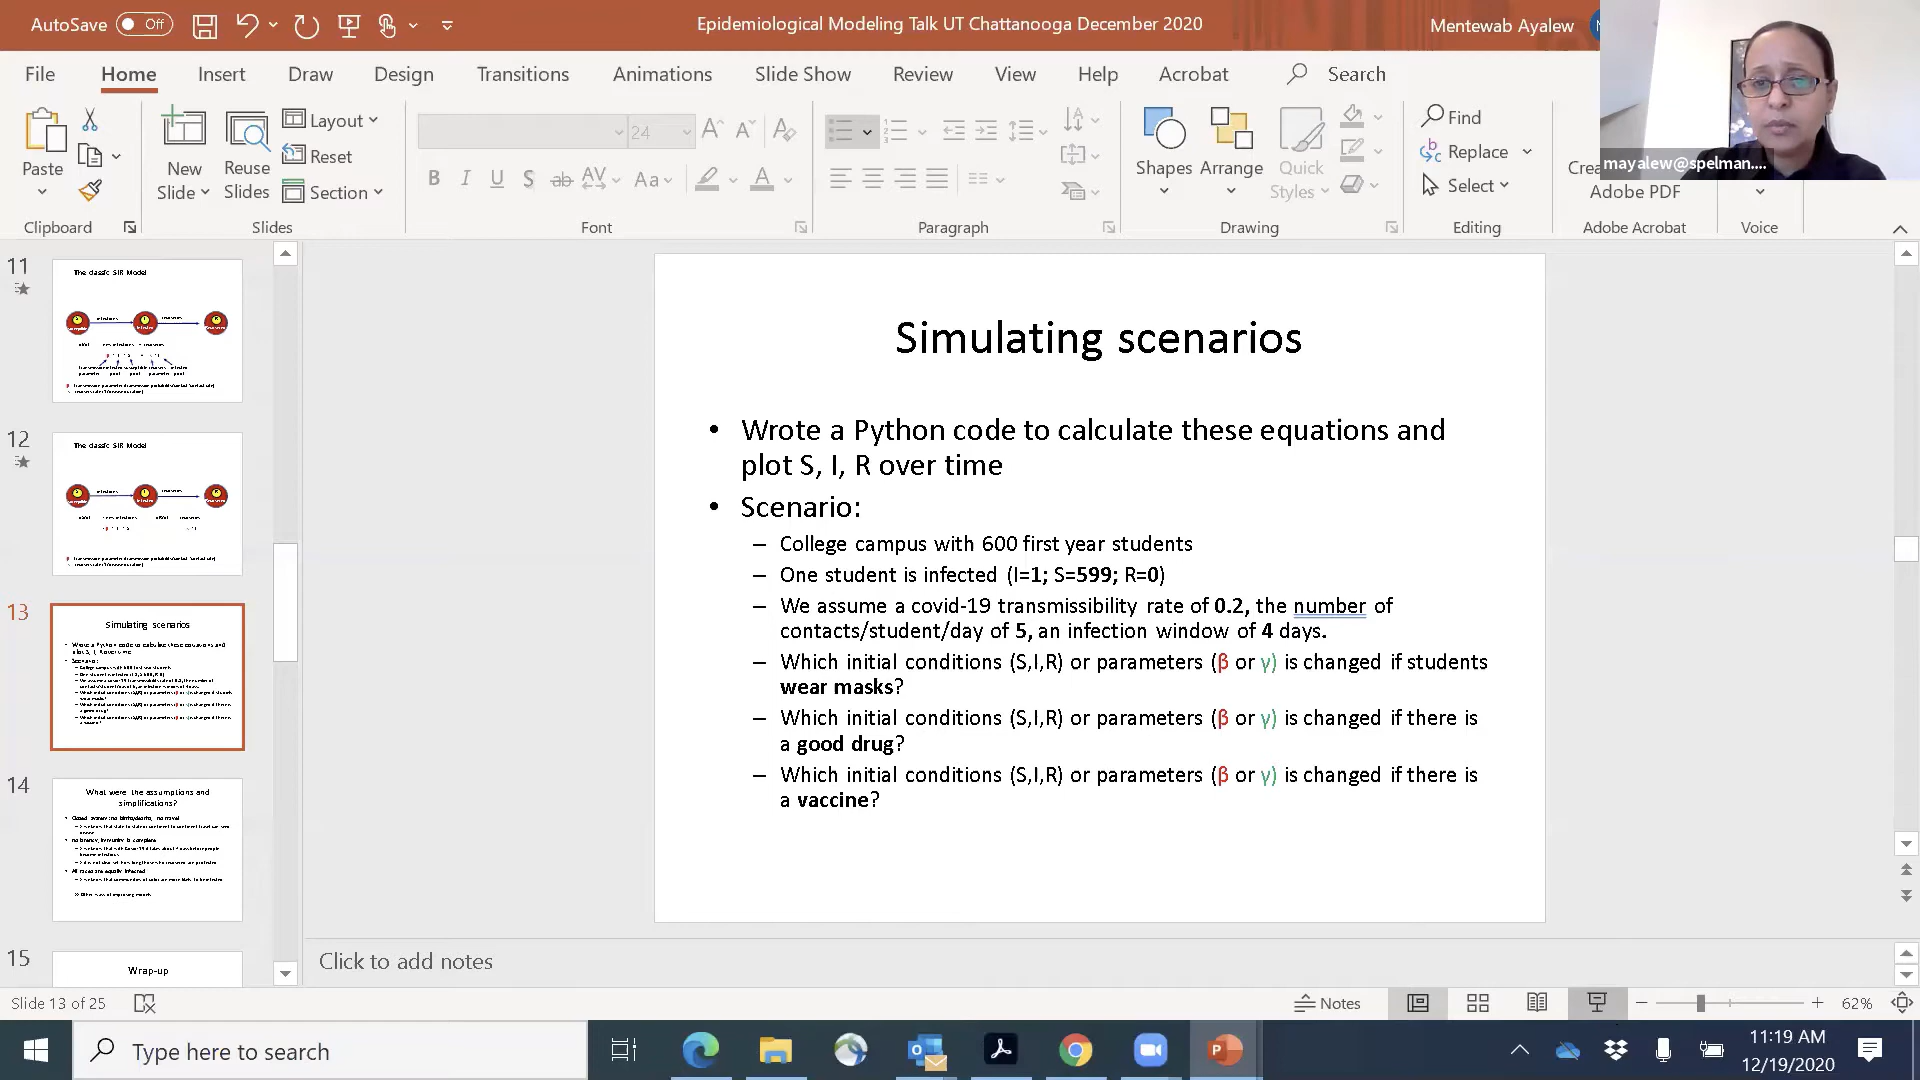 AutoSave Off
Epidemiological Modeling Talk UT Chattanooga December 2020
Mentewab Ayalew
File Home Insert Draw Design Transitions Animations Slide Show Review View Help Acrobat Search
mayalew@spelman....
Paste
New Slide
Reuse Slides
Layout
Reset
Section
24
Shapes
Arrange
Quick Styles
Find
Replace
Select
Adobe PDF
Clipboard Slides Font Paragraph Drawing Editing Adobe Acrobat Voice
11
The classic SIR Model
12
The classic SIR Model
13
Simulating scenarios
14
What were the assumptions and
simplifications?
15
Wrap-up
Simulating scenarios
• Wrote a Python code to calculate these equations and
plot S, I, R over time
• Scenario:
– College campus with 600 first year students
– One student is infected (I=1; S=599; R=0)
– We assume a covid-19 transmissibility rate of 0.2, the number of
contacts/student/day of 5, an infection window of 4 days.
– Which initial conditions (S,I,R) or parameters (β or γ) is changed if students
wear masks?
– Which initial conditions (S,I,R) or parameters (β or γ) is changed if there is
a good drug?
– Which initial conditions (S,I,R) or parameters (β or γ) is changed if there is
a vaccine?
Click to add notes
Slide 13 of 25
Notes
62%
Type here to search
11:19 AM
12/19/2020